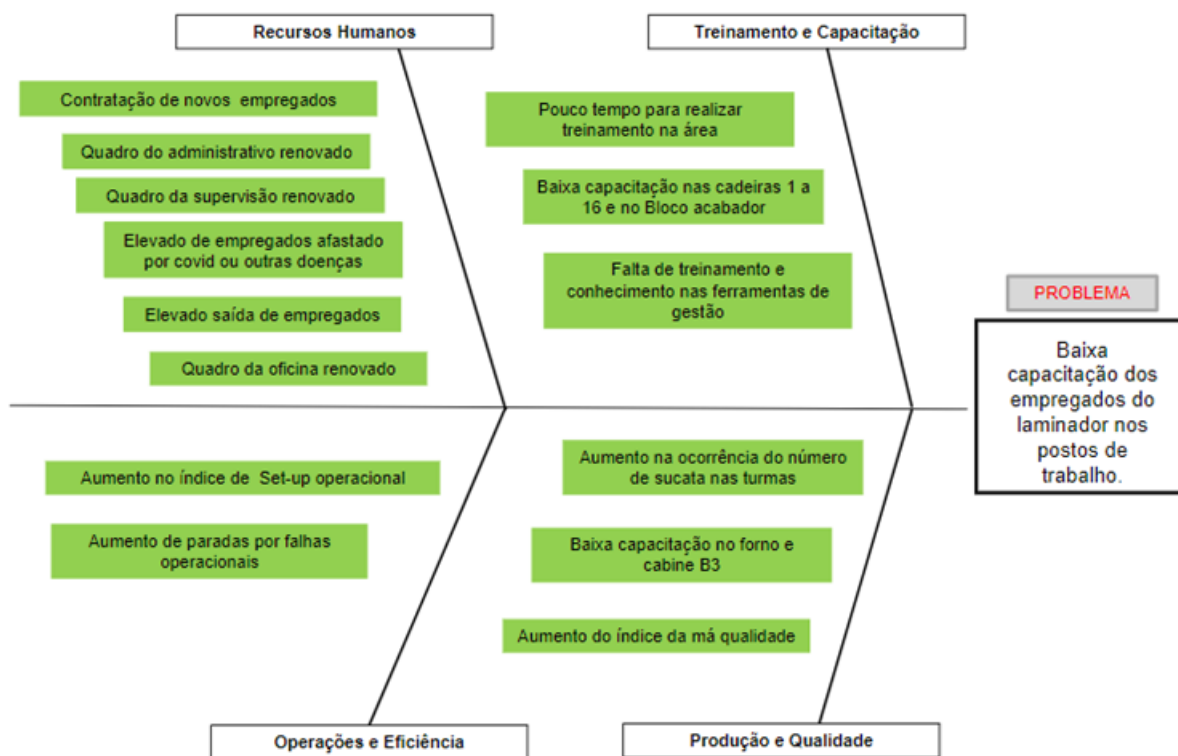 Recursos Humanos
Treinamento e Capacitação
Contratação de novos empregados
Quadro do administrativo renovado
Quadro da supervisão renovado
Elevado de empregados afastado
por covid ou outras doenças
Elevado saída de empregados
Quadro da oficina renovado
Pouco tempo para realizar
treinamento na área
Baixa capacitação nas cadeiras 1 a
16 e no Bloco acabador
Falta de treinamento e
conhecimento nas ferramentas de
gestão
PROBLEMA
Baixa
capacitação dos
empregados do
laminador nos
postos de
trabalho.
Aumento no índice de Set-up operacional
Aumento de paradas por falhas
operacionais
Aumento na ocorrência do número
de sucata nas turmas
Baixa capacitação no forno e
cabine B3
Aumento do índice da má qualidade
Operações e Eficiência
Produção e Qualidade